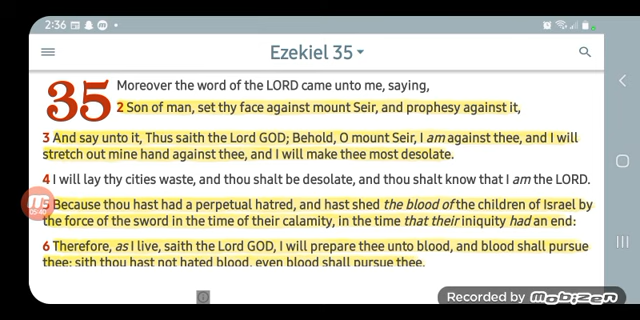 2:36
Ezekiel 35
35 Moreover the word of the LORD came unto me, saying,
2 Son of man, set thy face against mount Seir, and prophesy against it,
3 And say unto it, Thus saith the Lord GOD; Behold, O mount Seir, I am against thee, and I will
stretch out mine hand against thee, and I will make thee most desolate.
4 I will lay thy cities waste, and thou shalt be desolate, and thou shalt know that I am the LORD.
5 Because thou hast had a perpetual hatred, and hast shed the blood of the children of Israel by
05:40
the force of the sword in the time of their calamity, in the time that their iniquity had an end:
6 Therefore, as I live, saith the Lord GOD, I will prepare thee unto blood, and blood shall pursue
thee: sith thou hast not hated blood, even blood shall pursue thee.
Recorded by Mobizen